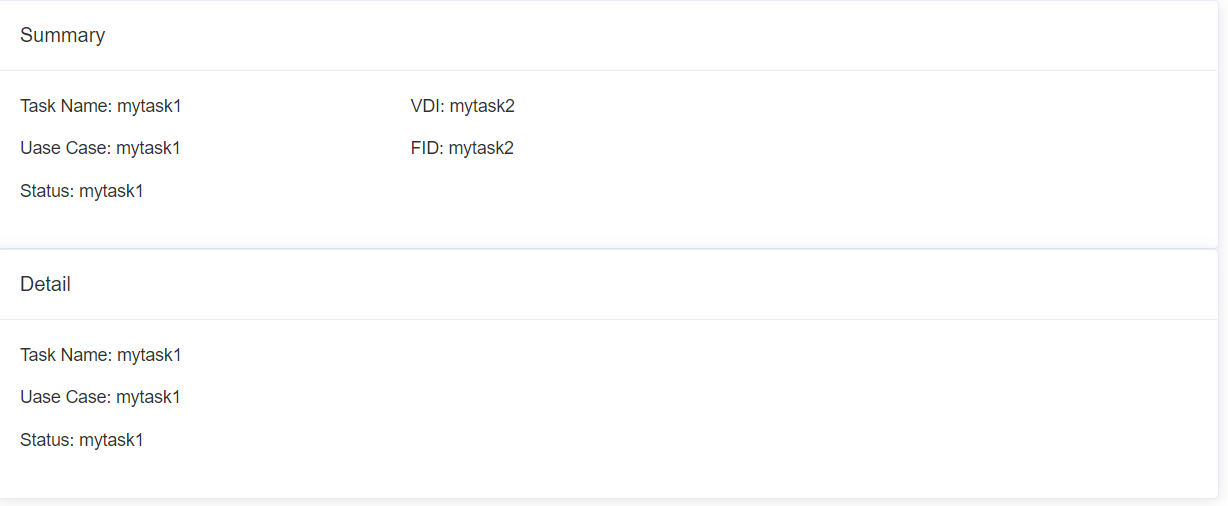 Summary
Task Name: mytask1
VDI: mytask2
Uase Case: mytask1
FID: mytask2
Status: mytask1
Detail
Task Name: mytask1
Uase Case: mytask1
Status: mytask1